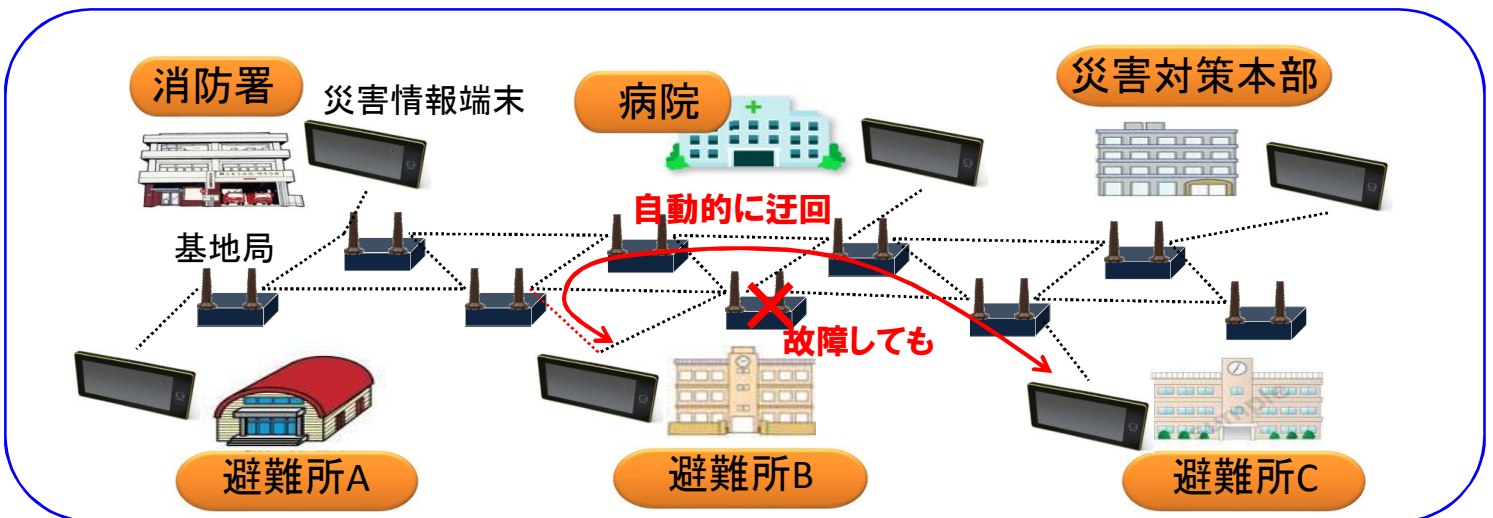 消防署
災害情報端末
病院
災害対策本部
自動的に迂回
基地局
故障しても
避難所A
避難所B
避難所C